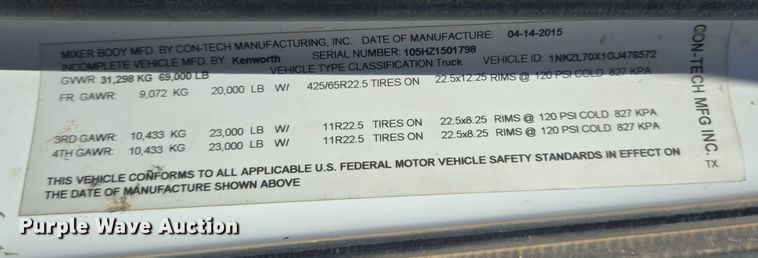 MIXER BODY MFD. BY CON-TECH MANUFACTURING, INC. DATE OF MANUFACTURE: 04-14-2015
INCOMPLETE VEHICLE MFD. BY: Kenworth SERIAL NUMBER: 105HZ1501798
VEHICLE TYPE CLASSIFICATION:Truck VEHICLE ID: 1NKZL70X1GJ476572
GVWR: 31,298 KG 69,000 LB
FR. GAWR: 9,072 KG 20,000 LB W/ 425/65R22.5 TIRES ON 22.5x12.25 RIMS @ 120 PSI COLD 827 KPA
3RD GAWR: 10,433 KG 23,000 LB W/ 11R22.5 TIRES ON 22.5x8.25 RIMS @ 120 PSI COLD 827 KPA
4TH GAWR: 10,433 KG 23,000 LB W/ 11R22.5 TIRES ON 22.5x8.25 RIMS @ 120 PSI COLD 827 KPA
THIS VEHICLE CONFORMS TO ALL APPLICABLE U.S. FEDERAL MOTOR VEHICLE SAFETY STANDARDS IN EFFECT ON
THE DATE OF MANUFACTURE SHOWN ABOVE
CON-TECH MFG INC.
TX
Purple Wave Auction